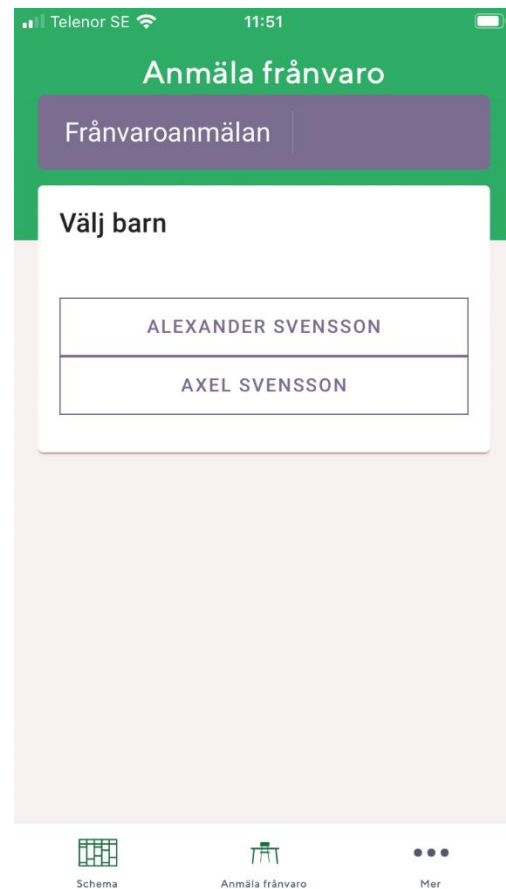 Telenor SE 11:51
Anmäla frånvaro
Frånvaroanmälan
Välj barn
ALEXANDER SVENSSON
AXEL SVENSSON
Schema Anmäla frånvaro Mer